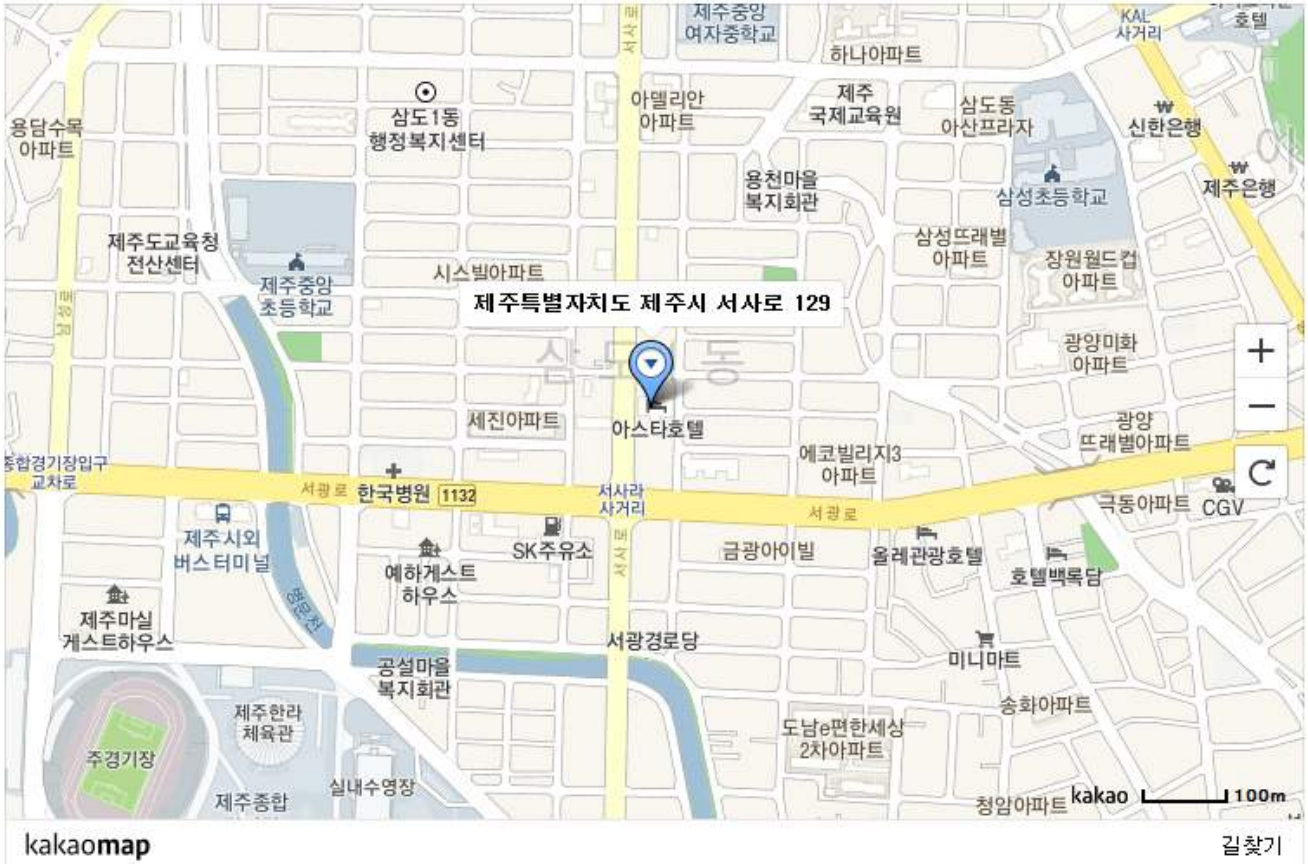 제주중앙
여자중학교
KAL
사거리
호텔
하나아파트
서사로
삼도1동
행정복지센터
아델리안
아파트
제주
국제교육원
삼도동
아산프라자
신한은행
용담수목
아파트
용천마을
복지회관
삼성초등학교
제주은행
제주도교육청
전산센터
제주중앙
초등학교
시스빌아파트
삼성뜨래별
아파트
장원월드컵
아파트
제주특별자치도 제주시 서사로 129
남성로
광양미화
아파트
+
세진아파트
아스타호텔
광양
뜨래별아파트
에코빌리지3
아파트
종합경기장입구
교차로
서광로
한국병원
1132
서사라
사거리
서광로
극동아파트
CGV
제주시외
버스터미널
SK주유소
서사로
금광아이빌
올레관광호텔
호텔백록담
예하게스트
하우스
제주마실
게스트하우스
병문천
서광경로당
미니마트
공설마을
복지회관
송화아파트
제주한라
체육관
도남e편한세상
2차아파트
주경기장
실내수영장
제주종합
청암아파트
kakao
100m
kakaomap
길찾기